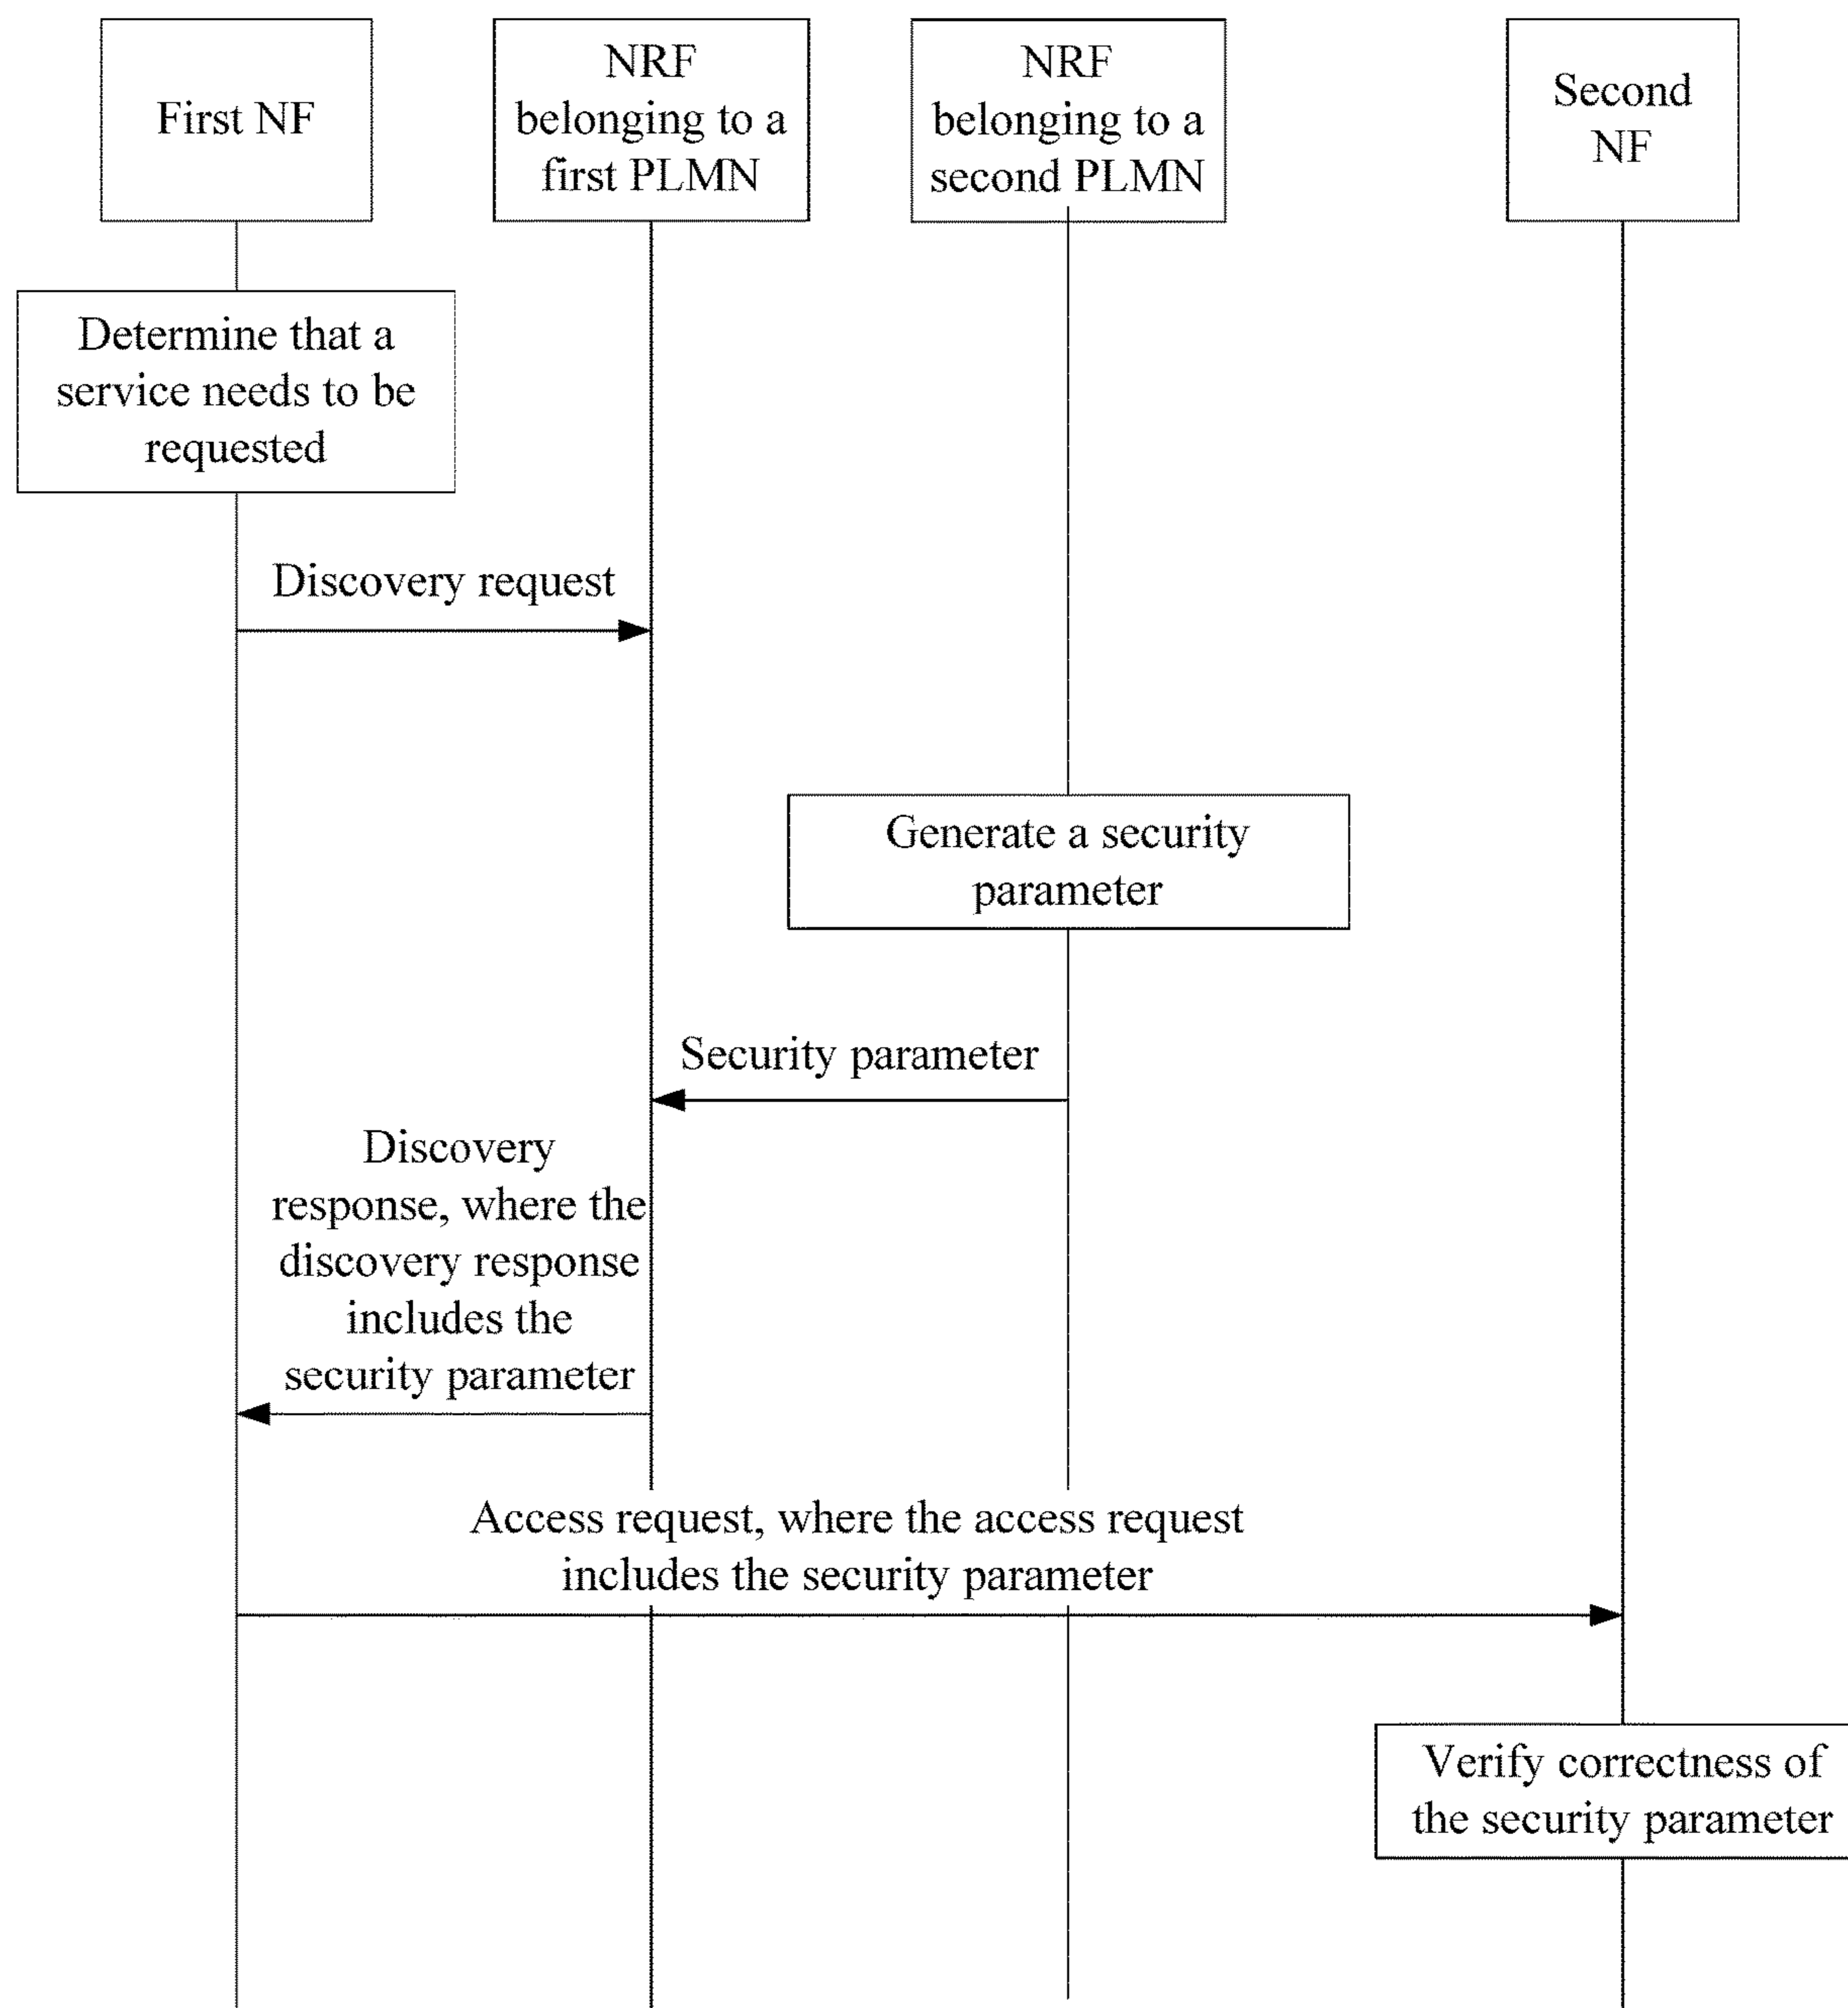 First NF
NRF
belonging to a
first PLMN
NRF
belonging to a
second PLMN
Second
NF
Determine that a
service needs to be
requested
Discovery request
Generate a security
parameter
Security parameter
Discovery
response, where the
discovery response
includes the
security parameter
Access request, where the access request
includes the security parameter
Verify correctness of
the security parameter